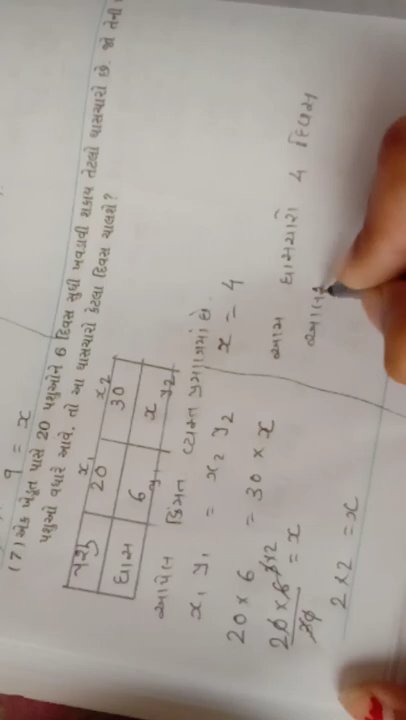 9 = x
(7) એક ખેડૂત પાસે 20 પશુઓને 6 દિવસ સુધી ખવડાવી શકાય તેટલો ઘાસચારો છે. જો તેની
પશુઓ વધારે આવે. તો આ ઘાસચારો કેટલા દિવસ ચાલશે?
પશુ x₁ 20 x₂ 30
ઘાસ 6 y₁ x y₂
આપેલ કિંમત વ્યસ્ત પ્રમાણમાં છે
x₁ y₁ = x₂ y₂ x = 4
20 × 6 = 30 × x
આમ ઘાસચારો 4 દિવસ
2 × 2 = x